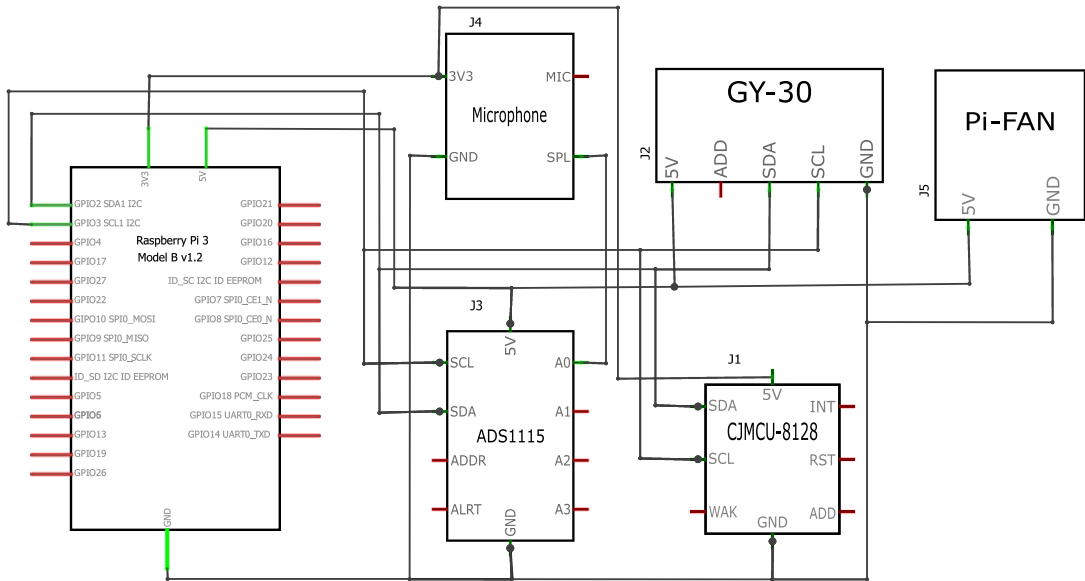 J4
3V3
MIC
Microphone
GND
SPL
GY-30
J2
5V
ADD
SDA
SCL
GND
Pi-FAN
J5
5V
GND
3V3
5V
GPIO2 SDA1 I2C
GPIO3 SCL1 I2C
GPIO4
GPIO17
GPIO27
GPIO22
GIPO10 SPI0_MOSI
GPIO9 SPI0_MISO
GPIO11 SPI0_SCLK
ID_SD I2C ID EEPROM
GPIO5
GPIO6
GPIO13
GPIO19
GPIO26
Raspberry Pi 3
Model B v1.2
GPIO21
GPIO20
GPIO16
GPIO12
ID_SC I2C ID EEPROM
GPIO7 SPI0_CE1_N
GPIO8 SPI0_CE0_N
GPIO25
GPIO24
GPIO23
GPIO18 PCM_CLK
GPIO15 UART0_RXD
GPIO14 UART0_TXD
GND
J3
5V
SCL
A0
SDA
A1
ADS1115
ADDR
A2
ALRT
A3
GND
J1
5V
SDA
INT
CJMCU-8128
SCL
RST
WAK
ADD
GND